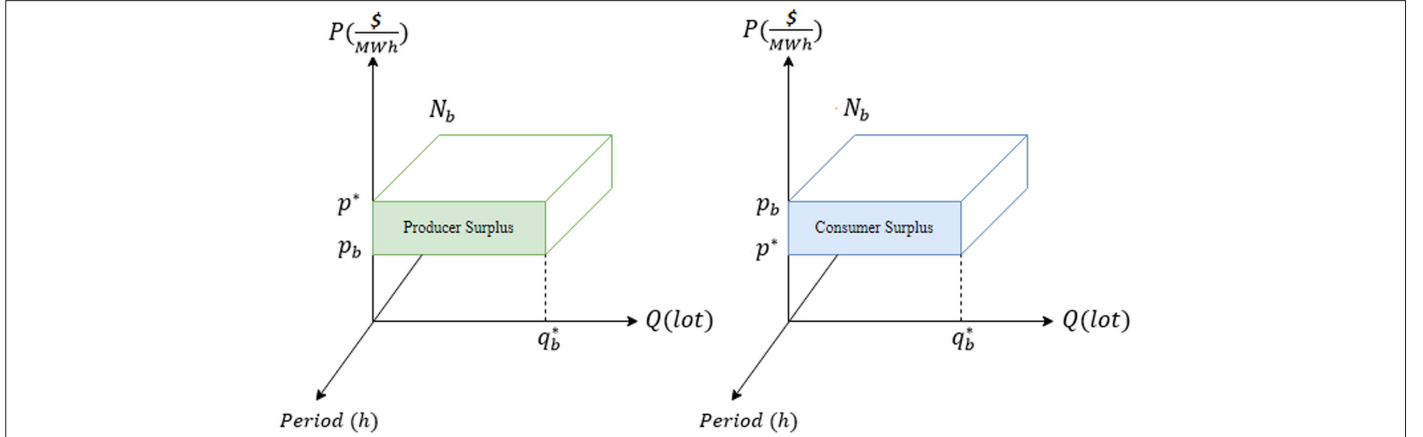 P($/MWh)
N_b
p*
Producer Surplus
p_b
Q(lot)
q_b*
Period (h)
P($/MWh)
N_b
p_b
Consumer Surplus
p*
Q(lot)
q_b*
Period (h)